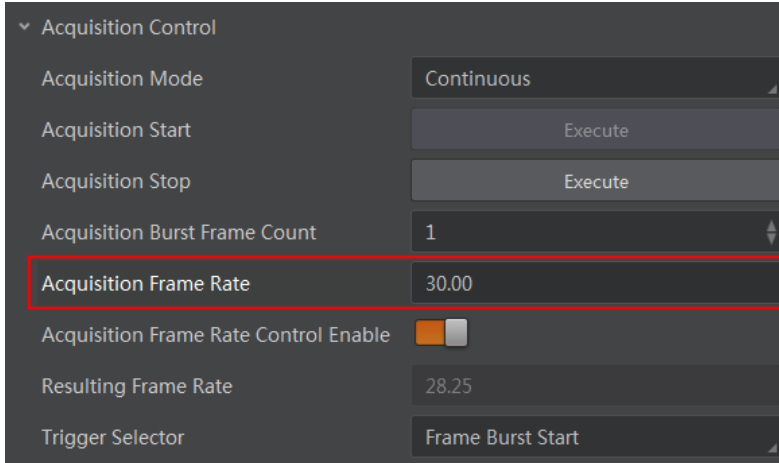 Acquisition Control
Acquisition Mode Continuous
Acquisition Start Execute
Acquisition Stop Execute
Acquisition Burst Frame Count 1
Acquisition Frame Rate 30.00
Acquisition Frame Rate Control Enable
Resulting Frame Rate 28.25
Trigger Selector Frame Burst Start